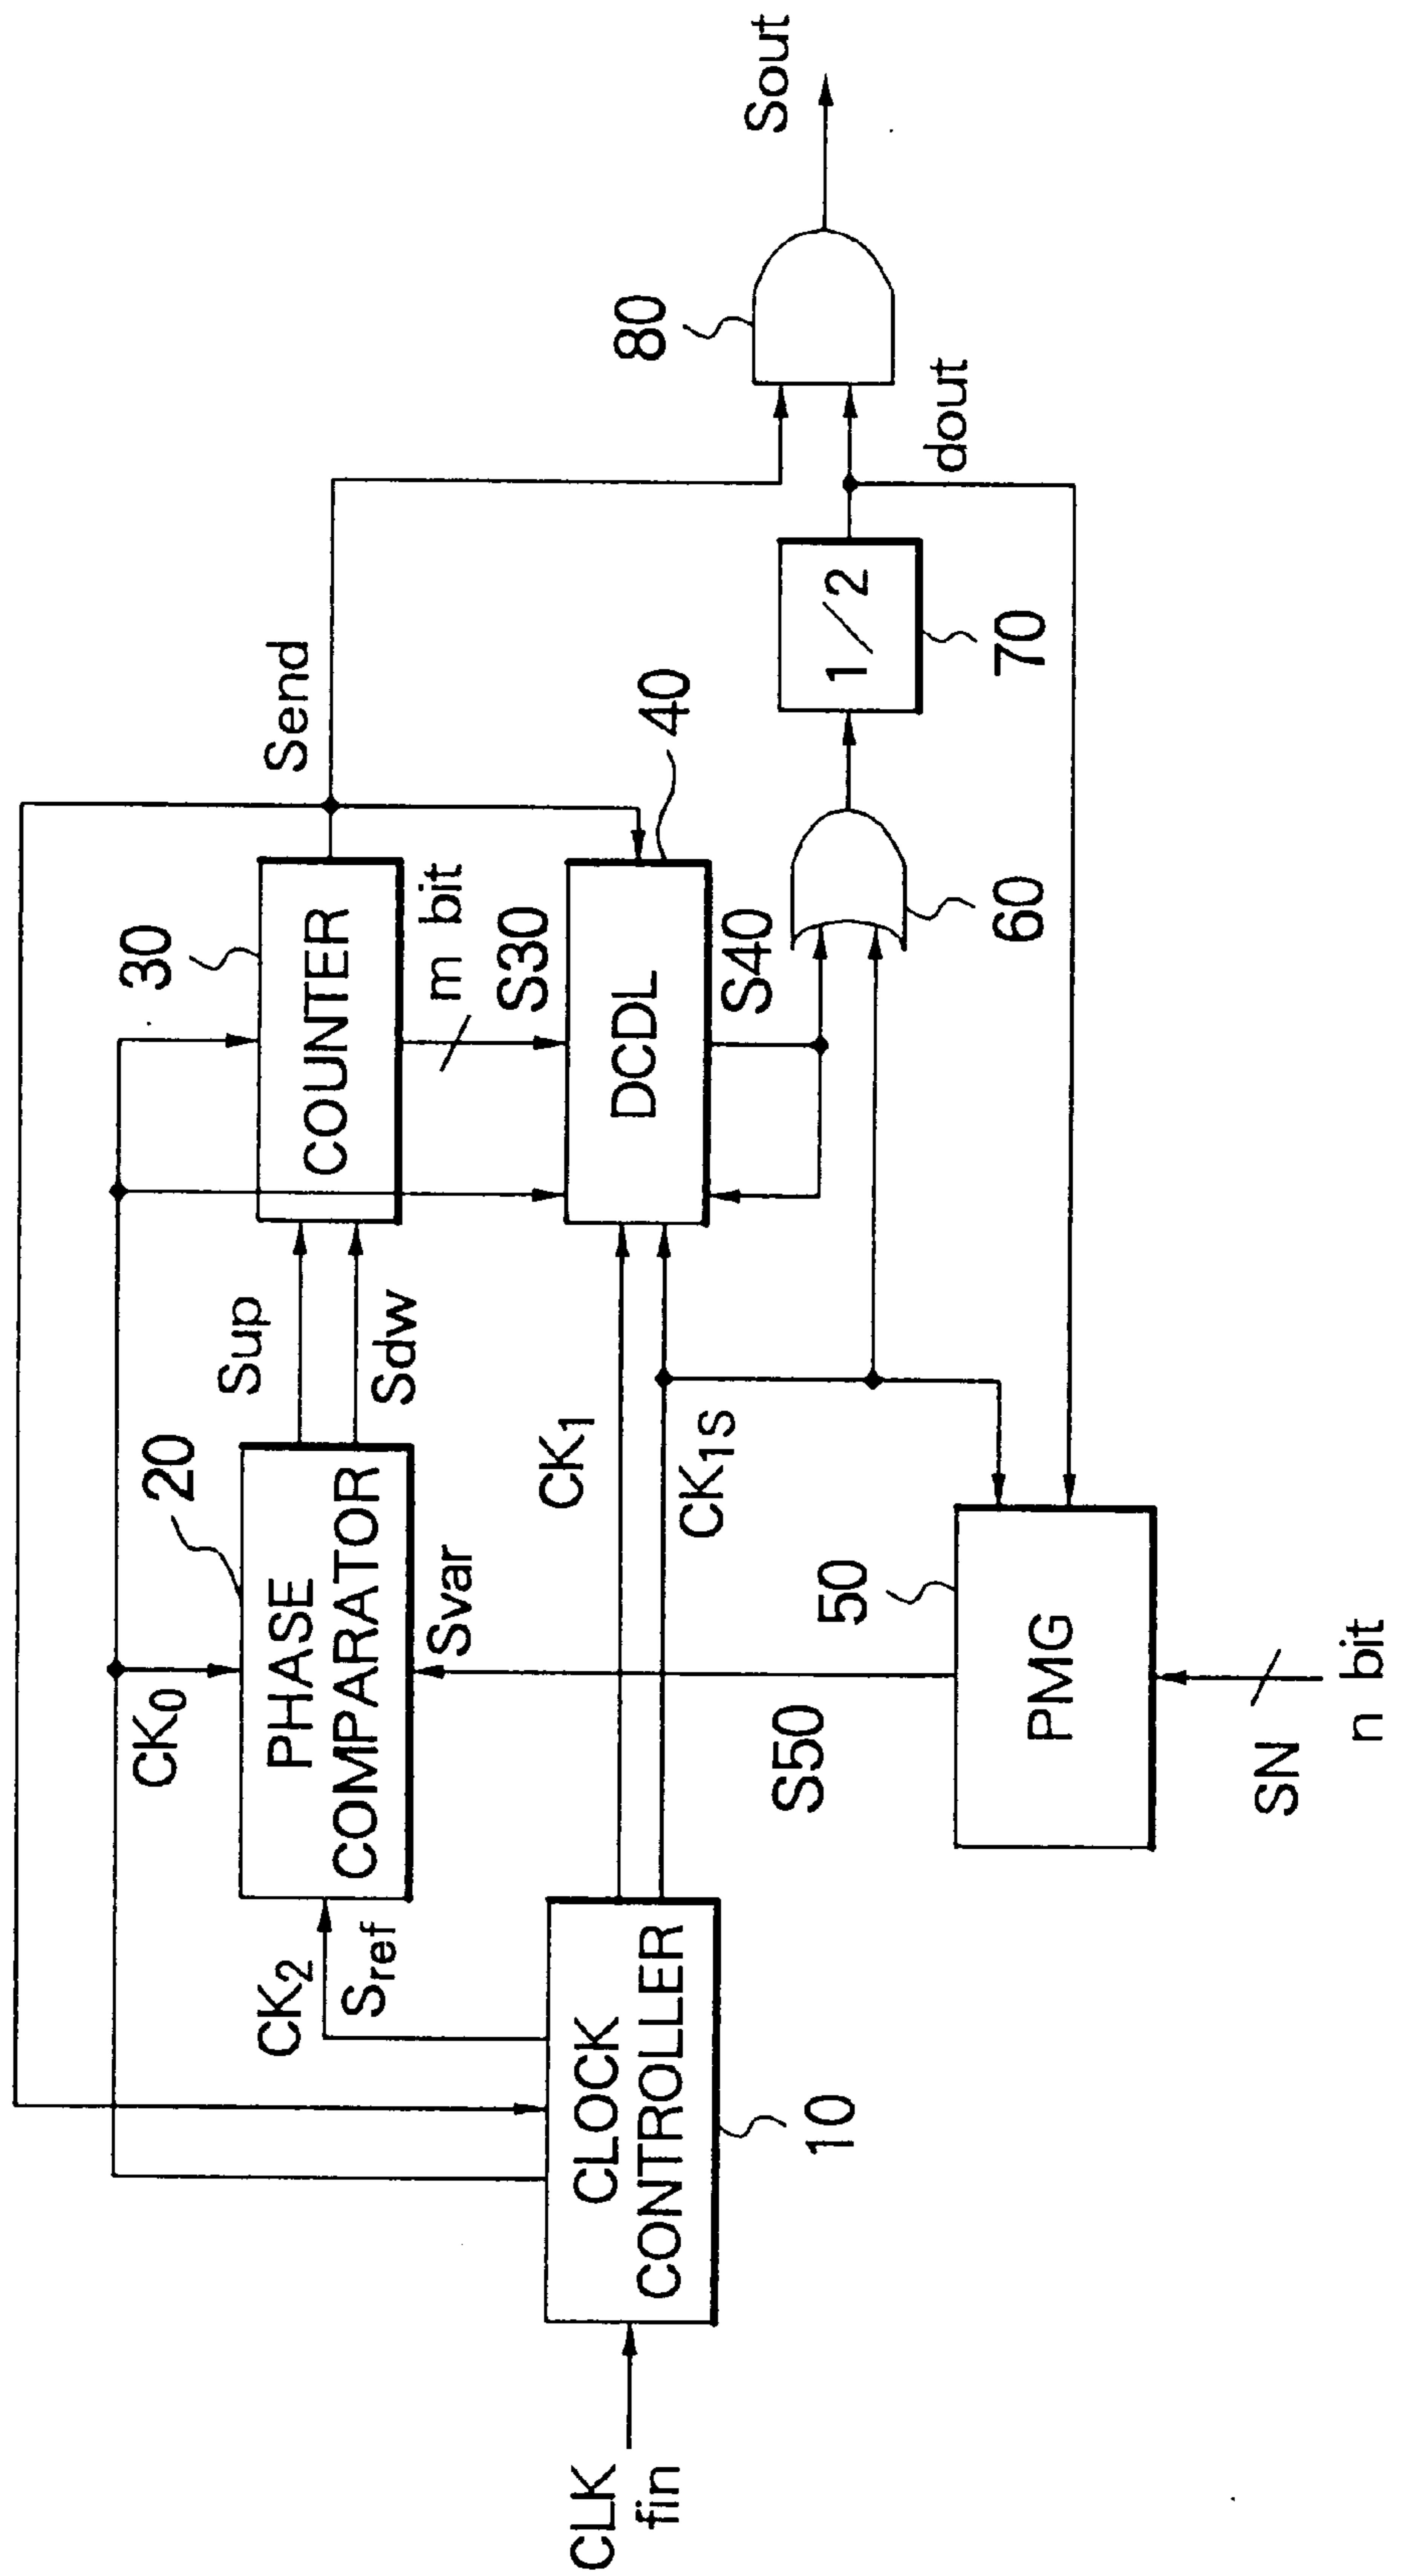 CLK
fin
CLOCK
CONTROLLER
10
CK2
Sref
CK0
PHASE
COMPARATOR
20
Svar
S50
PMG
50
SN
n bit
Sup
Sdw
CK1
CK1S
COUNTER
30
m bit
S30
DCDL
40
S40
Send
60
1/2
70
dout
80
Sout